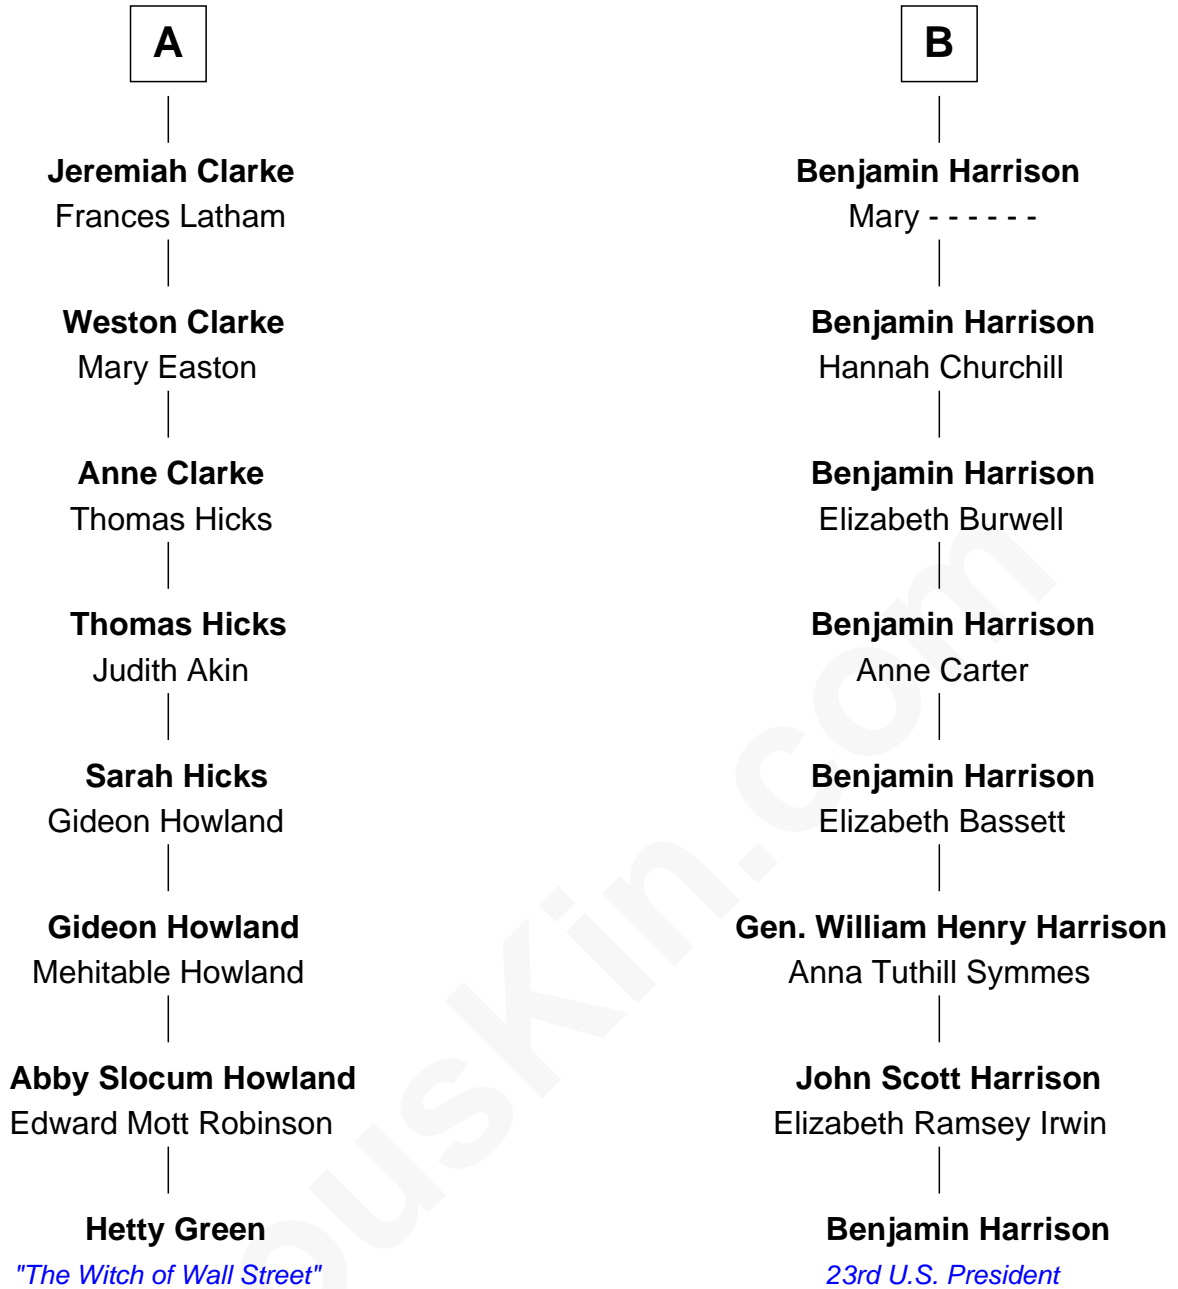 A
Jeremiah Clarke
Frances Latham
Weston Clarke
Mary Easton
Anne Clarke
Thomas Hicks
Thomas Hicks
Judith Akin
Sarah Hicks
Gideon Howland
Gideon Howland
Mehitable Howland
Abby Slocum Howland
Edward Mott Robinson
Hetty Green
"The Witch of Wall Street"
B
Benjamin Harrison
Mary - - - - - -
Benjamin Harrison
Hannah Churchill
Benjamin Harrison
Elizabeth Burwell
Benjamin Harrison
Anne Carter
Benjamin Harrison
Elizabeth Bassett
Gen. William Henry Harrison
Anna Tuthill Symmes
John Scott Harrison
Elizabeth Ramsey Irwin
Benjamin Harrison
23rd U.S. President
ousKin.com